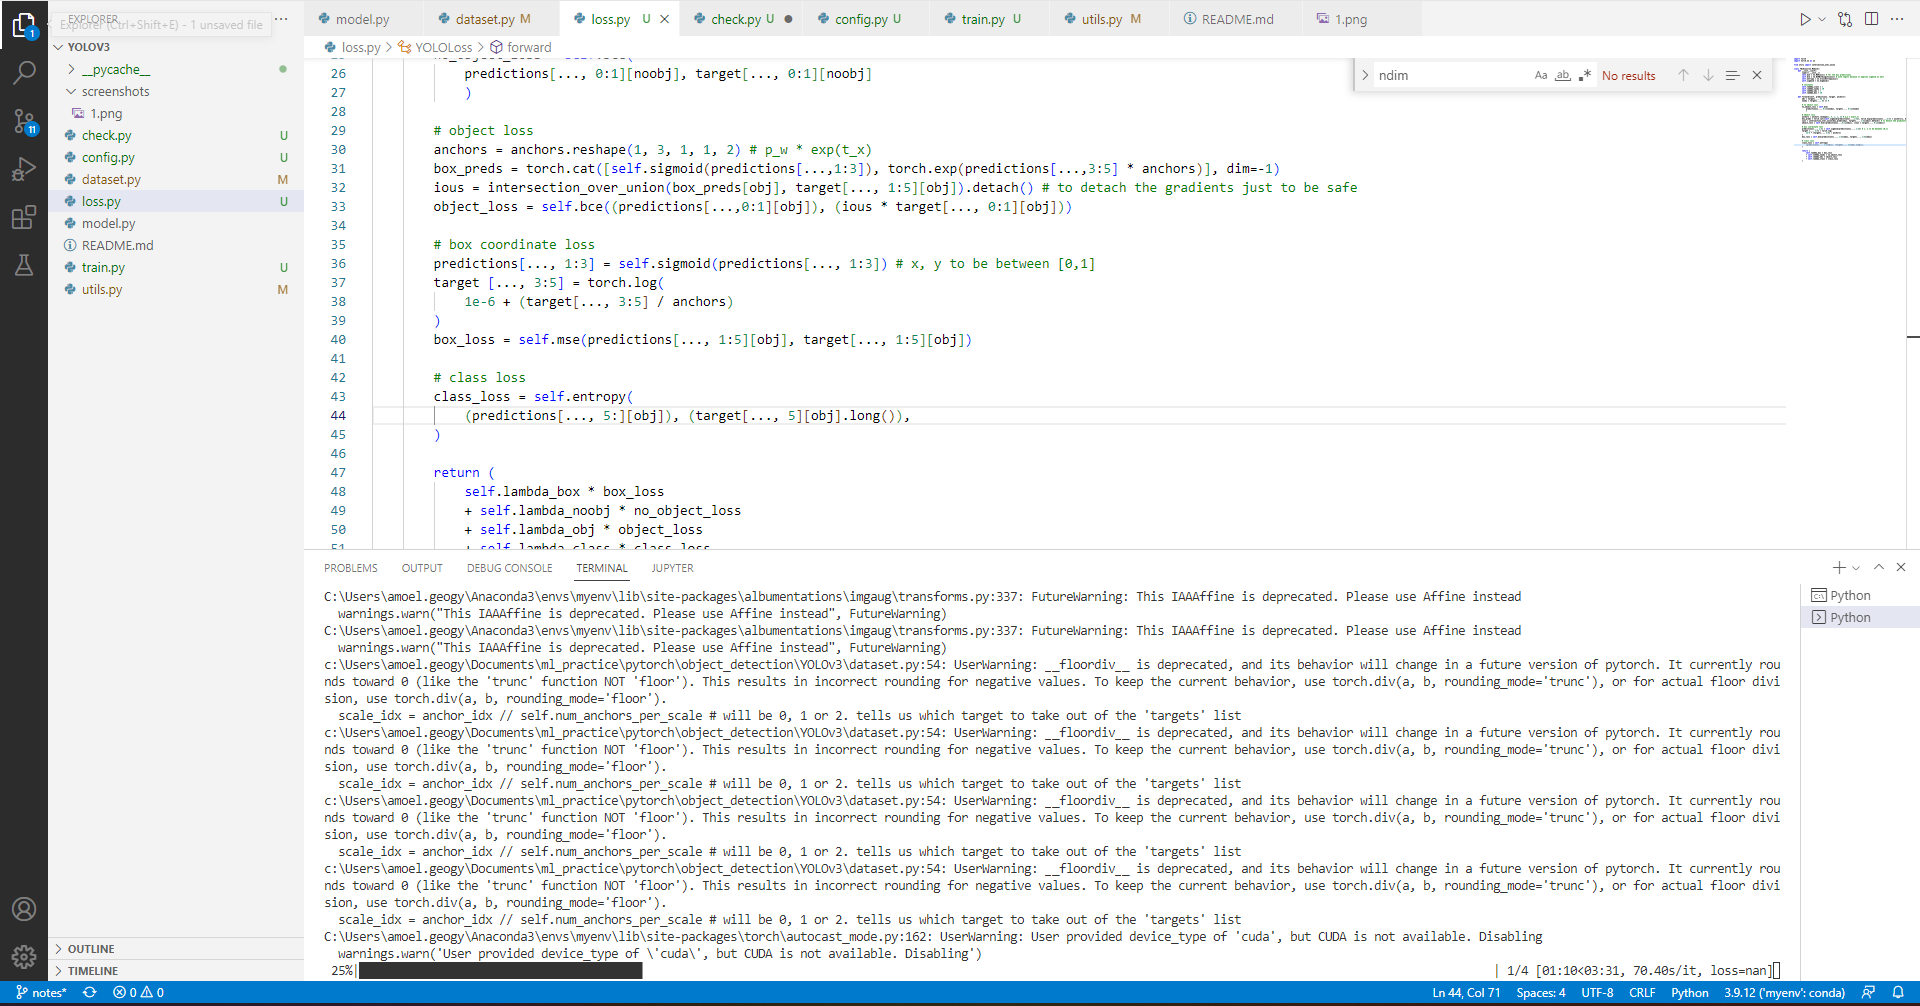 EXPLORER
Explorer (Ctrl+Shift+E) - 1 unsaved file
model.py
dataset.py M
loss.py U
check.py U
config.py U
train.py U
utils.py M
README.md
1.png
1
11
YOLOV3
__pycache__
screenshots
1.png
check.py U
config.py U
dataset.py M
loss.py U
model.py
README.md
train.py U
utils.py M
OUTLINE
TIMELINE
loss.py > YOLOLoss > forward
ndim
Aa ab .* No results
26 predictions[..., 0:1][noobj], target[..., 0:1][noobj]
27 )
28
29 # object loss
30 anchors = anchors.reshape(1, 3, 1, 1, 2) # p_w * exp(t_x)
31 box_preds = torch.cat([self.sigmoid(predictions[...,1:3]), torch.exp(predictions[...,3:5] * anchors)], dim=-1)
32 ious = intersection_over_union(box_preds[obj], target[..., 1:5][obj]).detach() # to detach the gradients just to be safe
33 object_loss = self.bce((predictions[...,0:1][obj]), (ious * target[..., 0:1][obj]))
34
35 # box coordinate loss
36 predictions[..., 1:3] = self.sigmoid(predictions[..., 1:3]) # x, y to be between [0,1]
37 target [..., 3:5] = torch.log(
38 1e-6 + (target[..., 3:5] / anchors)
39 )
40 box_loss = self.mse(predictions[..., 1:5][obj], target[..., 1:5][obj])
41
42 # class loss
43 class_loss = self.entropy(
44 (predictions[..., 5:][obj]), (target[..., 5][obj].long()),
45 )
46
47 return (
48 self.lambda_box * box_loss
49 + self.lambda_noobj * no_object_loss
50 + self.lambda_obj * object_loss
51 + self.lambda_class * class_loss
PROBLEMS OUTPUT DEBUG CONSOLE TERMINAL JUPYTER
Python
Python
C:\Users\amoel.geogy\Anaconda3\envs\myenv\lib\site-packages\albumentations\imgaug\transforms.py:337: FutureWarning: This IAAAffine is deprecated. Please use Affine instead
warnings.warn("This IAAAffine is deprecated. Please use Affine instead", FutureWarning)
C:\Users\amoel.geogy\Anaconda3\envs\myenv\lib\site-packages\albumentations\imgaug\transforms.py:337: FutureWarning: This IAAAffine is deprecated. Please use Affine instead
warnings.warn("This IAAAffine is deprecated. Please use Affine instead", FutureWarning)
c:\Users\amoel.geogy\Documents\ml_practice\pytorch\object_detection\YOLOv3\dataset.py:54: UserWarning: __floordiv__ is deprecated, and its behavior will change in a future version of pytorch. It currently rou
nds toward 0 (like the 'trunc' function NOT 'floor'). This results in incorrect rounding for negative values. To keep the current behavior, use torch.div(a, b, rounding_mode='trunc'), or for actual floor divi
sion, use torch.div(a, b, rounding_mode='floor').
scale_idx = anchor_idx // self.num_anchors_per_scale # will be 0, 1 or 2. tells us which target to take out of the 'targets' list
c:\Users\amoel.geogy\Documents\ml_practice\pytorch\object_detection\YOLOv3\dataset.py:54: UserWarning: __floordiv__ is deprecated, and its behavior will change in a future version of pytorch. It currently rou
nds toward 0 (like the 'trunc' function NOT 'floor'). This results in incorrect rounding for negative values. To keep the current behavior, use torch.div(a, b, rounding_mode='trunc'), or for actual floor divi
sion, use torch.div(a, b, rounding_mode='floor').
scale_idx = anchor_idx // self.num_anchors_per_scale # will be 0, 1 or 2. tells us which target to take out of the 'targets' list
c:\Users\amoel.geogy\Documents\ml_practice\pytorch\object_detection\YOLOv3\dataset.py:54: UserWarning: __floordiv__ is deprecated, and its behavior will change in a future version of pytorch. It currently rou
nds toward 0 (like the 'trunc' function NOT 'floor'). This results in incorrect rounding for negative values. To keep the current behavior, use torch.div(a, b, rounding_mode='trunc'), or for actual floor divi
sion, use torch.div(a, b, rounding_mode='floor').
scale_idx = anchor_idx // self.num_anchors_per_scale # will be 0, 1 or 2. tells us which target to take out of the 'targets' list
c:\Users\amoel.geogy\Documents\ml_practice\pytorch\object_detection\YOLOv3\dataset.py:54: UserWarning: __floordiv__ is deprecated, and its behavior will change in a future version of pytorch. It currently rou
nds toward 0 (like the 'trunc' function NOT 'floor'). This results in incorrect rounding for negative values. To keep the current behavior, use torch.div(a, b, rounding_mode='trunc'), or for actual floor divi
sion, use torch.div(a, b, rounding_mode='floor').
scale_idx = anchor_idx // self.num_anchors_per_scale # will be 0, 1 or 2. tells us which target to take out of the 'targets' list
C:\Users\amoel.geogy\Anaconda3\envs\myenv\lib\site-packages\torch\autocast_mode.py:162: UserWarning: User provided device_type of 'cuda', but CUDA is not available. Disabling
warnings.warn('User provided device_type of \'cuda\', but CUDA is not available. Disabling')
25%| | 1/4 [01:10<03:31, 70.40s/it, loss=nan]
notes* 0 0 Ln 44, Col 71 Spaces: 4 UTF-8 CRLF Python 3.9.12 ('myenv': conda)